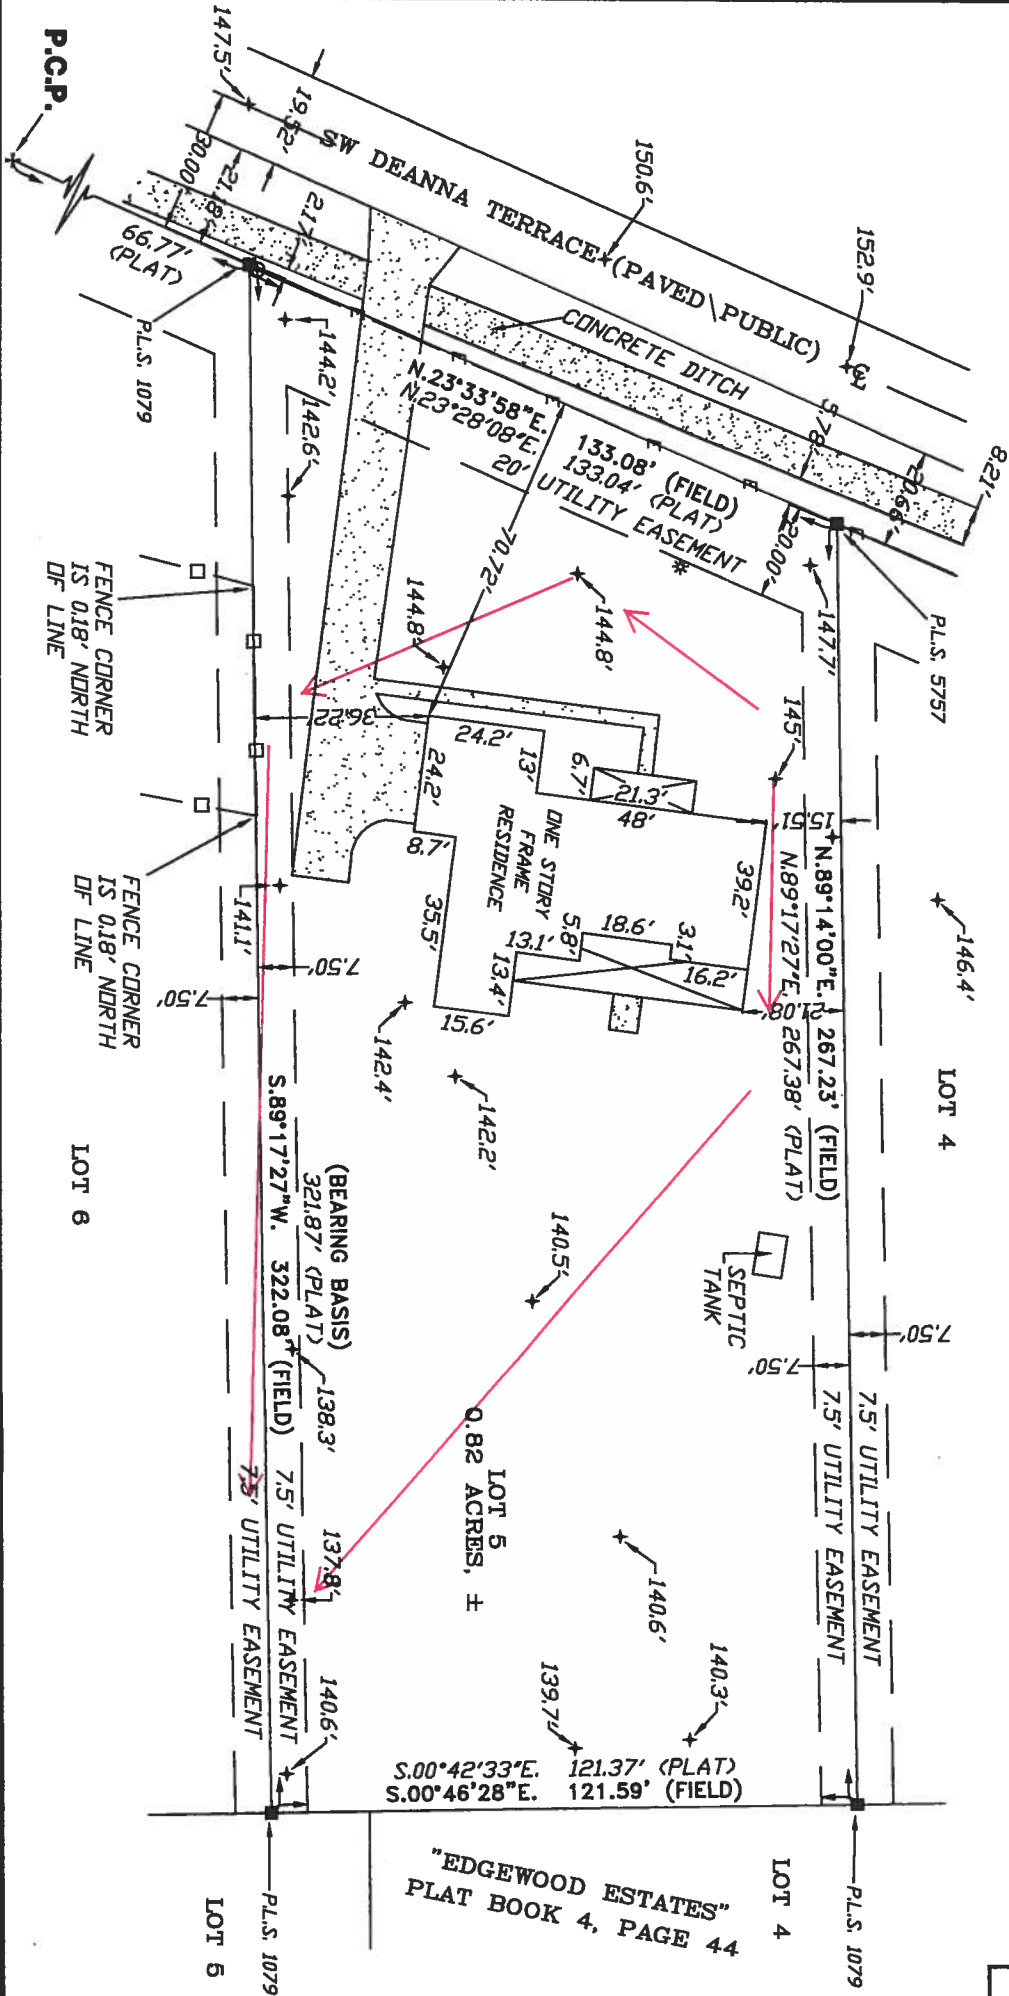 P.C.P.
147.5'
19.52'
30.00'
21.18'
2.17'
66.77'
(PLAT)
P.L.S. 1079
SW DEANNA TERRACE (PAVED\PUBLIC)
150.6'
152.9'
CONCRETE DITCH
5.78'
20.66'
8.21'
N.23°33'58"E.
N.23°28'08"E.
133.08' (FIELD)
133.04' (PLAT)
20' UTILITY EASEMENT
*
20.00'
P.L.S. 5757
147.7'
144.2'
142.6'
70.72'
144.8'
144.8'
145'
146.4'
FENCE CORNER
IS 0.18' NORTH
OF LINE
36.22'
24.2'
24.2'
13'
6.7'
21.3'
48'
8.7'
35.5'
ONE STORY
FRAME
RESIDENCE
39.2'
15.51'
18.6'
3.1'
5.8'
13.1'
16.2'
13.4'
15.6'
21.08'
N.89°14'00"E. 267.23' (FIELD)
N.89°17'27"E. 267.38' (PLAT)
LOT 4
FENCE CORNER
IS 0.18' NORTH
OF LINE
141.1'
7.50'
7.50'
142.4'
142.2'
140.5'
SEPTIC
TANK
7.50'
7.50'
LOT 6
(BEARING BASIS)
321.87' (PLAT)
S.89°17'27"W. 322.08' (FIELD)
138.3'
7.5' UTILITY EASEMENT
7.5' UTILITY EASEMENT
LOT 5
0.82 ACRES, ±
7.5' UTILITY EASEMENT
7.5' UTILITY EASEMENT
137.8'
140.6'
140.6'
140.3'
139.7'
S.00°42'33"E. 121.37' (PLAT)
S.00°46'28"E. 121.59' (FIELD)
"EDGEWOOD ESTATES"
PLAT BOOK 4, PAGE 44
LOT 4
P.L.S. 1079
LOT 5
P.L.S. 1079